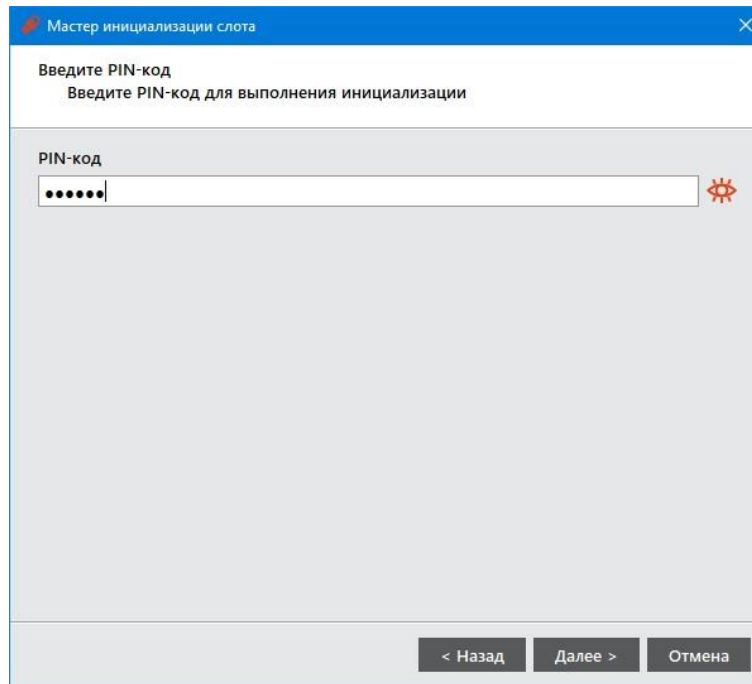 Мастер инициализации слота
Введите PIN-код
Введите PIN-код для выполнения инициализации
PIN-код
••••••
< Назад
Далее >
Отмена